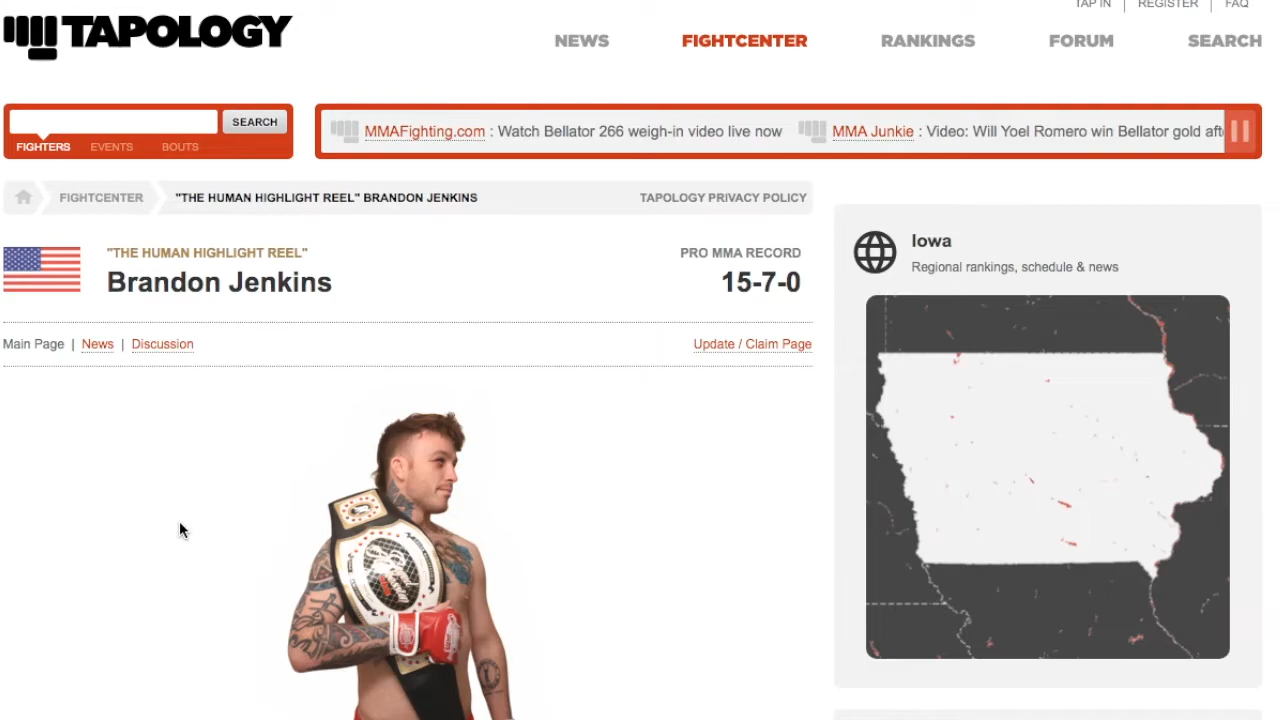 TAP IN | REGISTER | FAQ
TAPOLOGY
NEWS FIGHTCENTER RANKINGS FORUM SEARCH
SEARCH
FIGHTERS EVENTS BOUTS
MMAFighting.com : Watch Bellator 266 weigh-in video live now MMA Junkie : Video: Will Yoel Romero win Bellator gold aft
FIGHTCENTER "THE HUMAN HIGHLIGHT REEL" BRANDON JENKINS TAPOLOGY PRIVACY POLICY
"THE HUMAN HIGHLIGHT REEL"
Brandon Jenkins
PRO MMA RECORD
15-7-0
Main Page | News | Discussion
Update / Claim Page
Iowa
Regional rankings, schedule & news